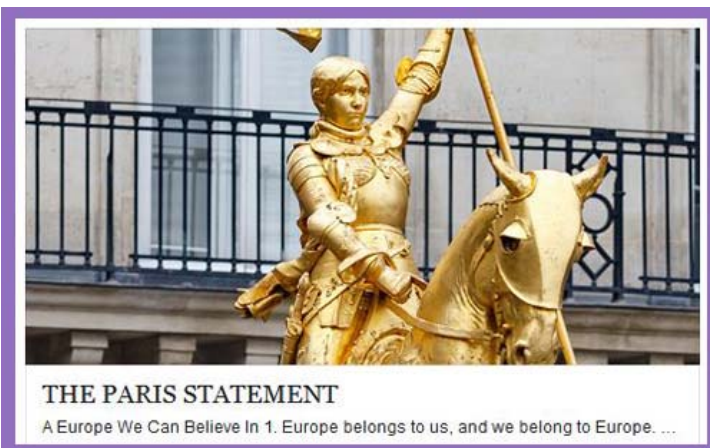 THE PARIS STATEMENT
A Europe We Can Believe In 1. Europe belongs to us, and we belong to Europe. ...